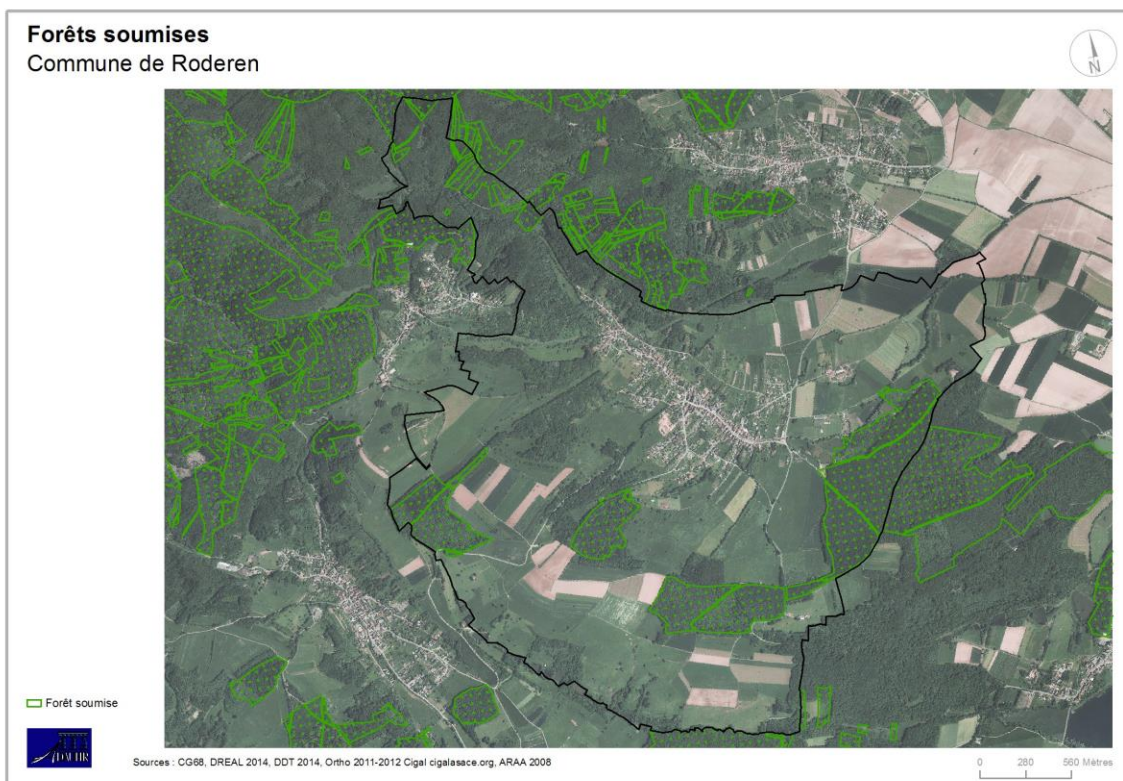 Forêts soumises
Commune de Roderen
N
Forêt soumise
Sources : CG68, DREAL 2014, DDT 2014, Ortho 2011-2012 Cigal cigalasace.org, ARAA 2008
0 280 560 Mètres